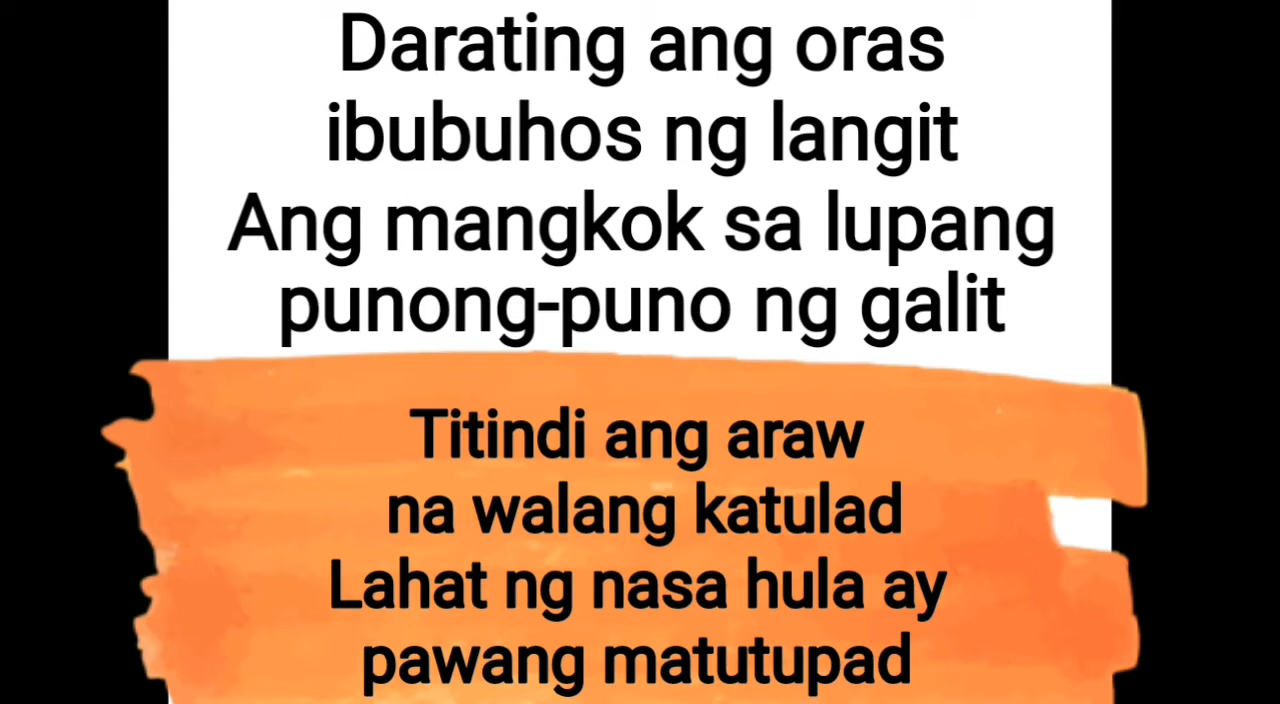 Darating ang oras
ibubuhos ng langit
Ang mangkok sa lupang
punong-puno ng galit
Titindi ang araw
na walang katulad
Lahat ng nasa hula ay
pawang matutupad